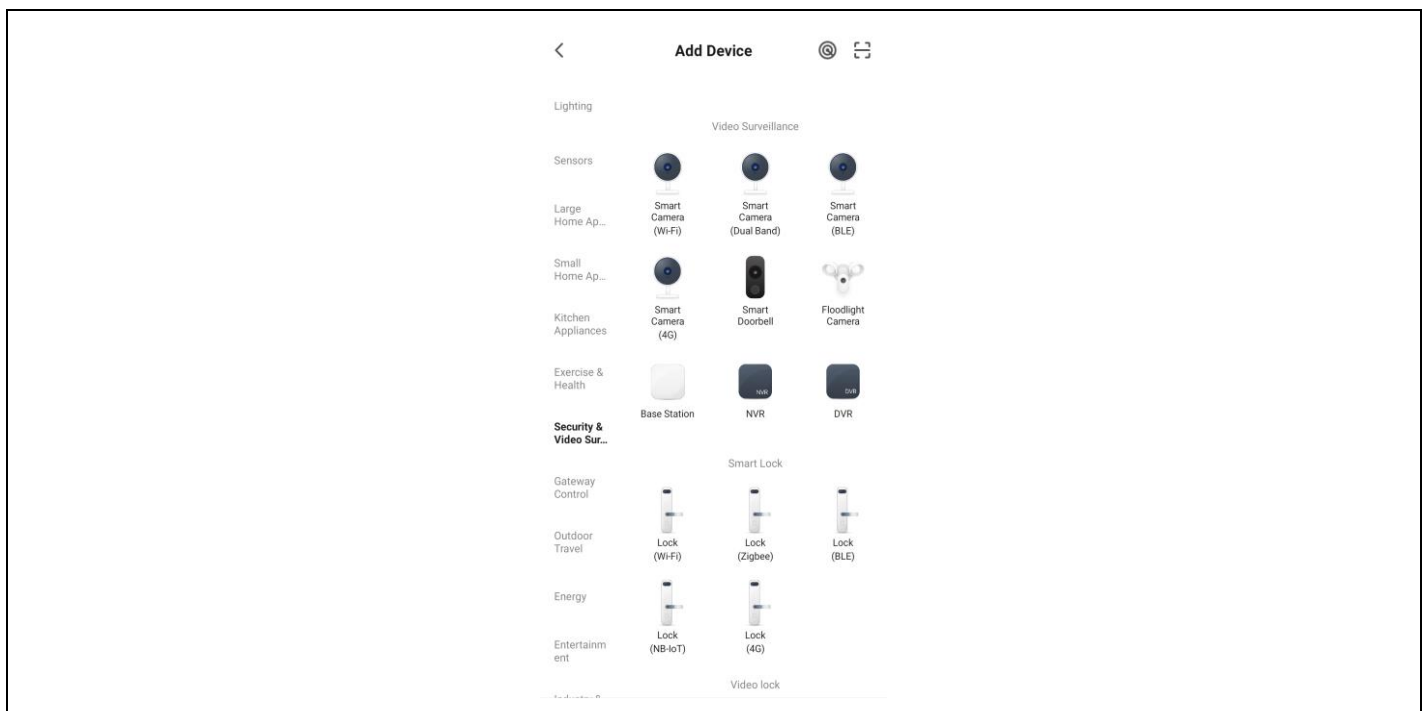 Add Device
Lighting
Sensors
Large
Home Ap...
Small
Home Ap...
Kitchen
Appliances
Exercise &
Health
Security &
Video Sur...
Gateway
Control
Outdoor
Travel
Energy
Entertainm
ent
Video Surveillance
Smart
Camera
(Wi-Fi)
Smart
Camera
(Dual Band)
Smart
Camera
(BLE)
Smart
Camera
(4G)
Smart
Doorbell
Floodlight
Camera
Base Station
NVR
NVR
DVR
DVR
Smart Lock
Lock
(Wi-Fi)
Lock
(Zigbee)
Lock
(BLE)
Lock
(NB-IoT)
Lock
(4G)
Video lock